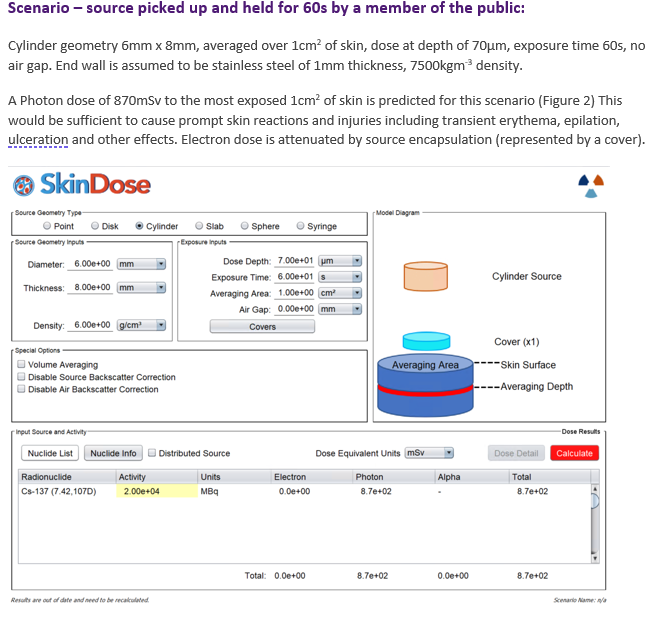 Scenario – source picked up and held for 60s by a member of the public:
Cylinder geometry 6mm x 8mm, averaged over 1cm² of skin, dose at depth of 70µm, exposure time 60s, no
air gap. End wall is assumed to be stainless steel of 1mm thickness, 7500kgm⁻³ density.
A Photon dose of 870mSv to the most exposed 1cm² of skin is predicted for this scenario (Figure 2) This
would be sufficient to cause prompt skin reactions and injuries including transient erythema, epilation,
ulceration and other effects. Electron dose is attenuated by source encapsulation (represented by a cover).
SkinDose
Source Geometry Type
Point Disk Cylinder Slab Sphere Syringe
Model Diagram
Source Geometry Inputs
Exposure Inputs
Diameter: 6.00e+00 mm
Thickness: 8.00e+00 mm
Density: 6.00e+00 g/cm³
Dose Depth: 7.00e+01 µm
Exposure Time: 6.00e+01 s
Averaging Area: 1.00e+00 cm²
Air Gap: 0.00e+00 mm
Covers
Cylinder Source
Cover (x1)
Averaging Area
Skin Surface
Averaging Depth
Special Options
Volume Averaging
Disable Source Backscatter Correction
Disable Air Backscatter Correction
Input Source and Activity
Dose Results
Nuclide List Nuclide Info Distributed Source Dose Equivalent Units mSv Dose Detail Calculate
Radionuclide Activity Units Electron Photon Alpha Total
Cs-137 (7.42,107D) 2.00e+04 MBq 0.0e+00 8.7e+02 - 8.7e+02
Total: 0.0e+00 8.7e+02 0.0e+00 8.7e+02
Results are out of date and need to be recalculated.
Scenario Name: n/a